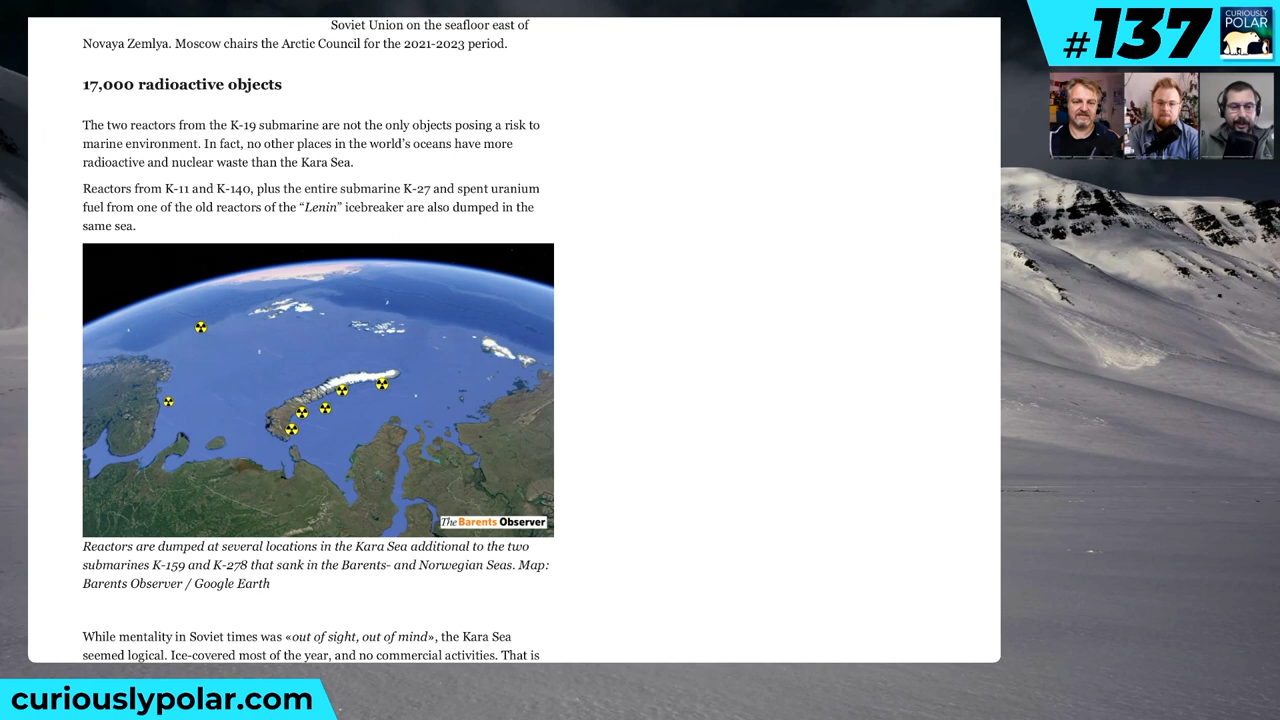 Soviet Union on the seafloor east of
Novaya Zemlya. Moscow chairs the Arctic Council for the 2021-2023 period.
17,000 radioactive objects
The two reactors from the K-19 submarine are not the only objects posing a risk to
marine environment. In fact, no other places in the world’s oceans have more
radioactive and nuclear waste than the Kara Sea.
Reactors from K-11 and K-140, plus the entire submarine K-27 and spent uranium
fuel from one of the old reactors of the “Lenin” icebreaker are also dumped in the
same sea.
The Barents Observer
Reactors are dumped at several locations in the Kara Sea additional to the two
submarines K-159 and K-278 that sank in the Barents- and Norwegian Seas. Map:
Barents Observer / Google Earth
While mentality in Soviet times was «out of sight, out of mind», the Kara Sea
seemed logical. Ice-covered most of the year, and no commercial activities. That is
#137
CURIOUSLY
POLAR
curiouslypolar.com